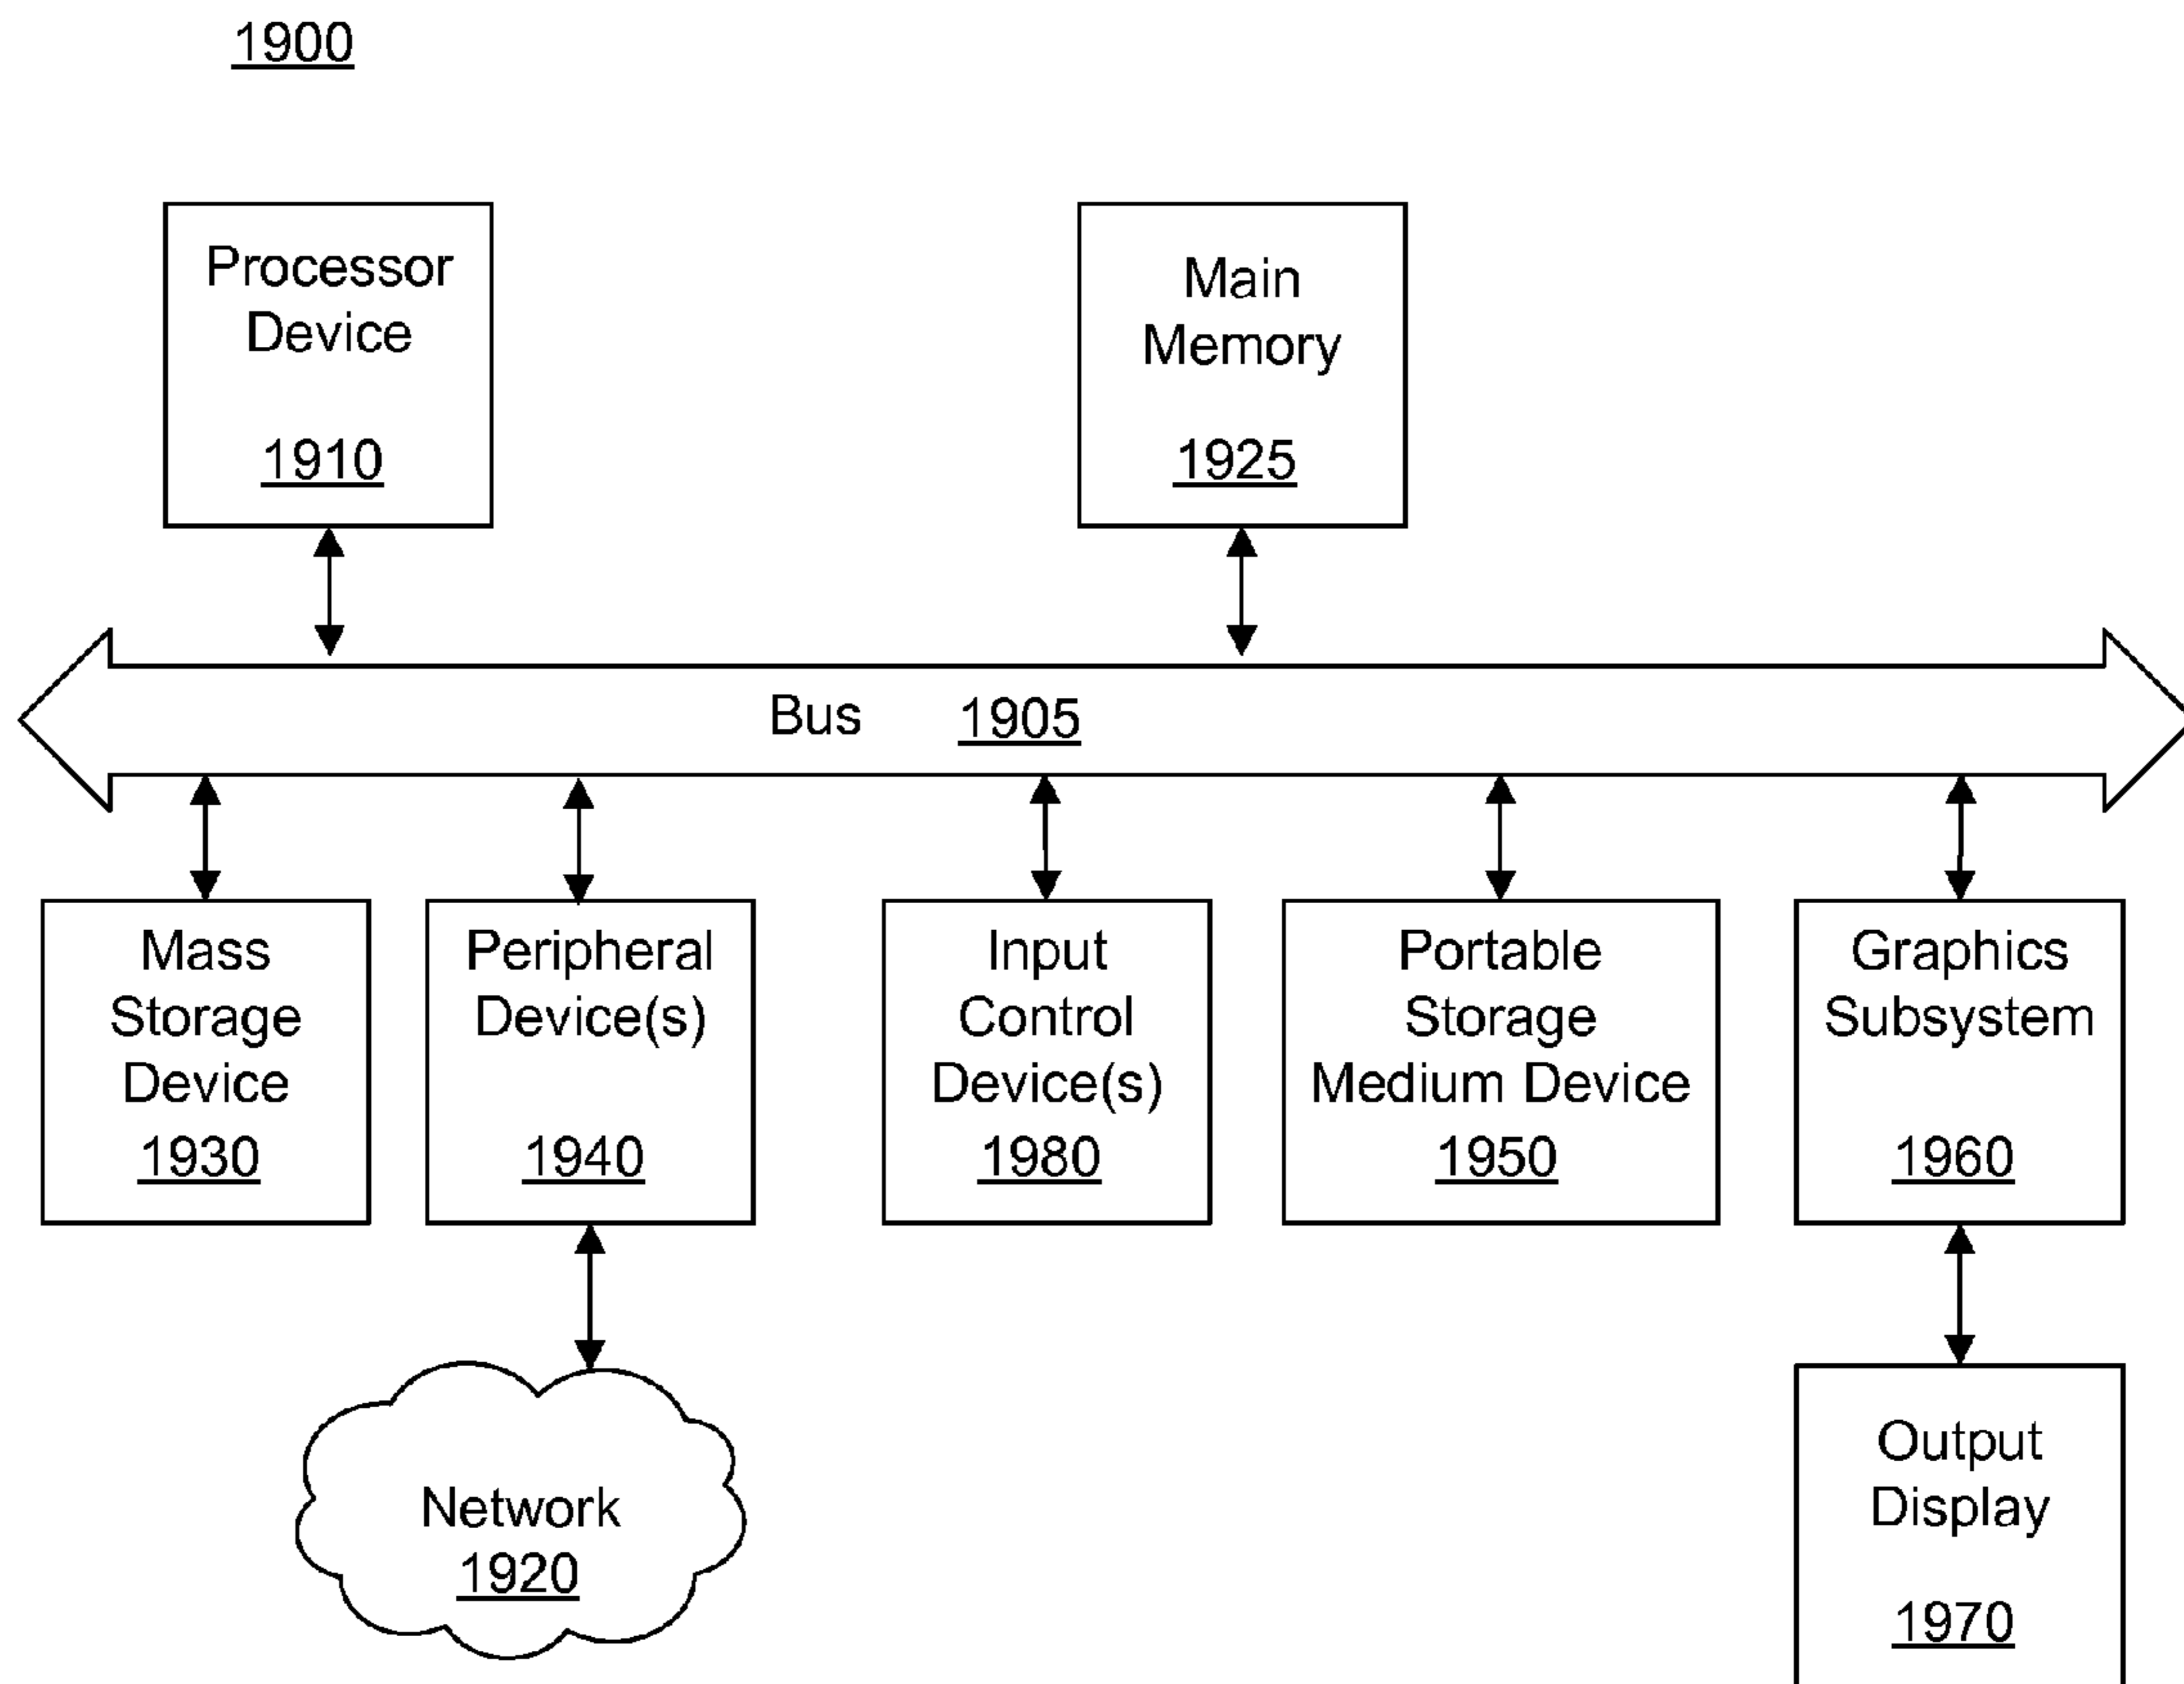 1900
Processor
Device
1910
Main
Memory
1925
Bus 1905
Mass
Storage
Device
1930
Peripheral
Device(s)
1940
Input
Control
Device(s)
1980
Portable
Storage
Medium Device
1950
Graphics
Subsystem
1960
Network
1920
Output
Display
1970